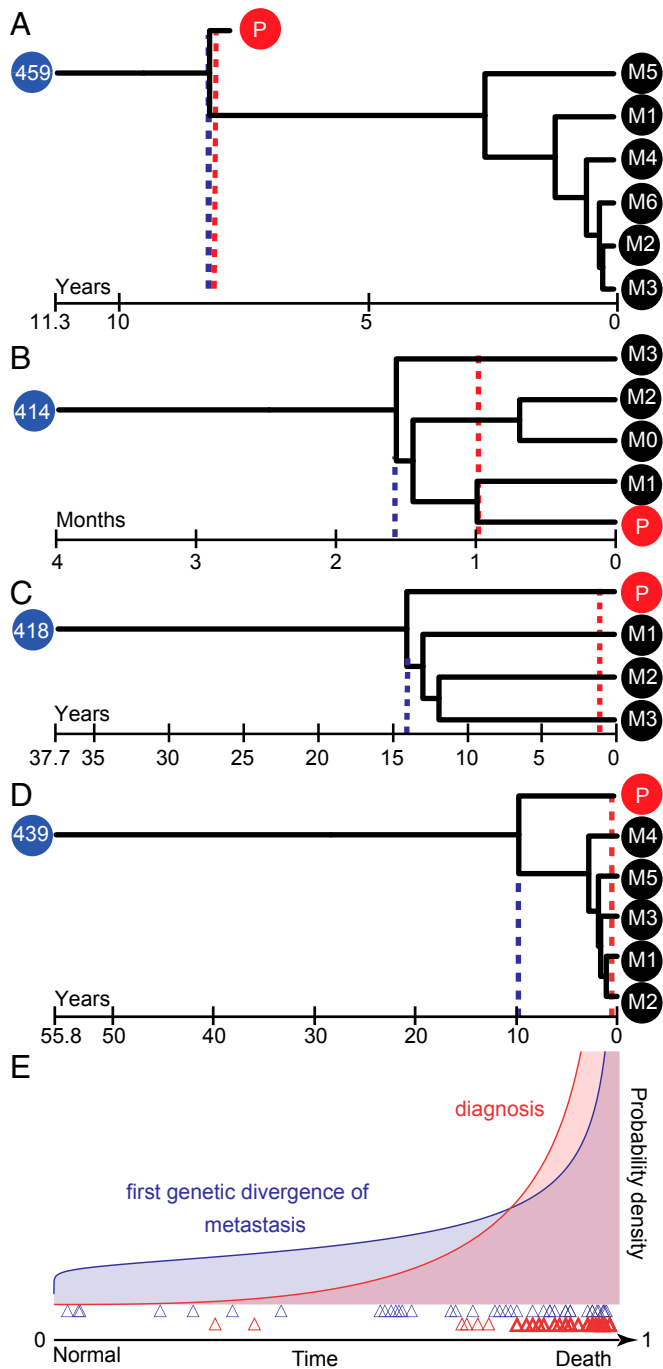 A
P
459
M5
M1
M4
M6
M2
M3
Years
11.3 10 5 0
B
M3
414
M2
M0
M1
Months
P
4 3 2 1 0
C
P
418
M1
M2
Years
M3
37.7 35 30 25 20 15 10 5 0
D
P
439
M4
M5
M3
M1
Years
M2
55.8 50 40 30 20 10 0
E
diagnosis
first genetic divergence of
metastasis
Probability density
0 1
Normal Time Death